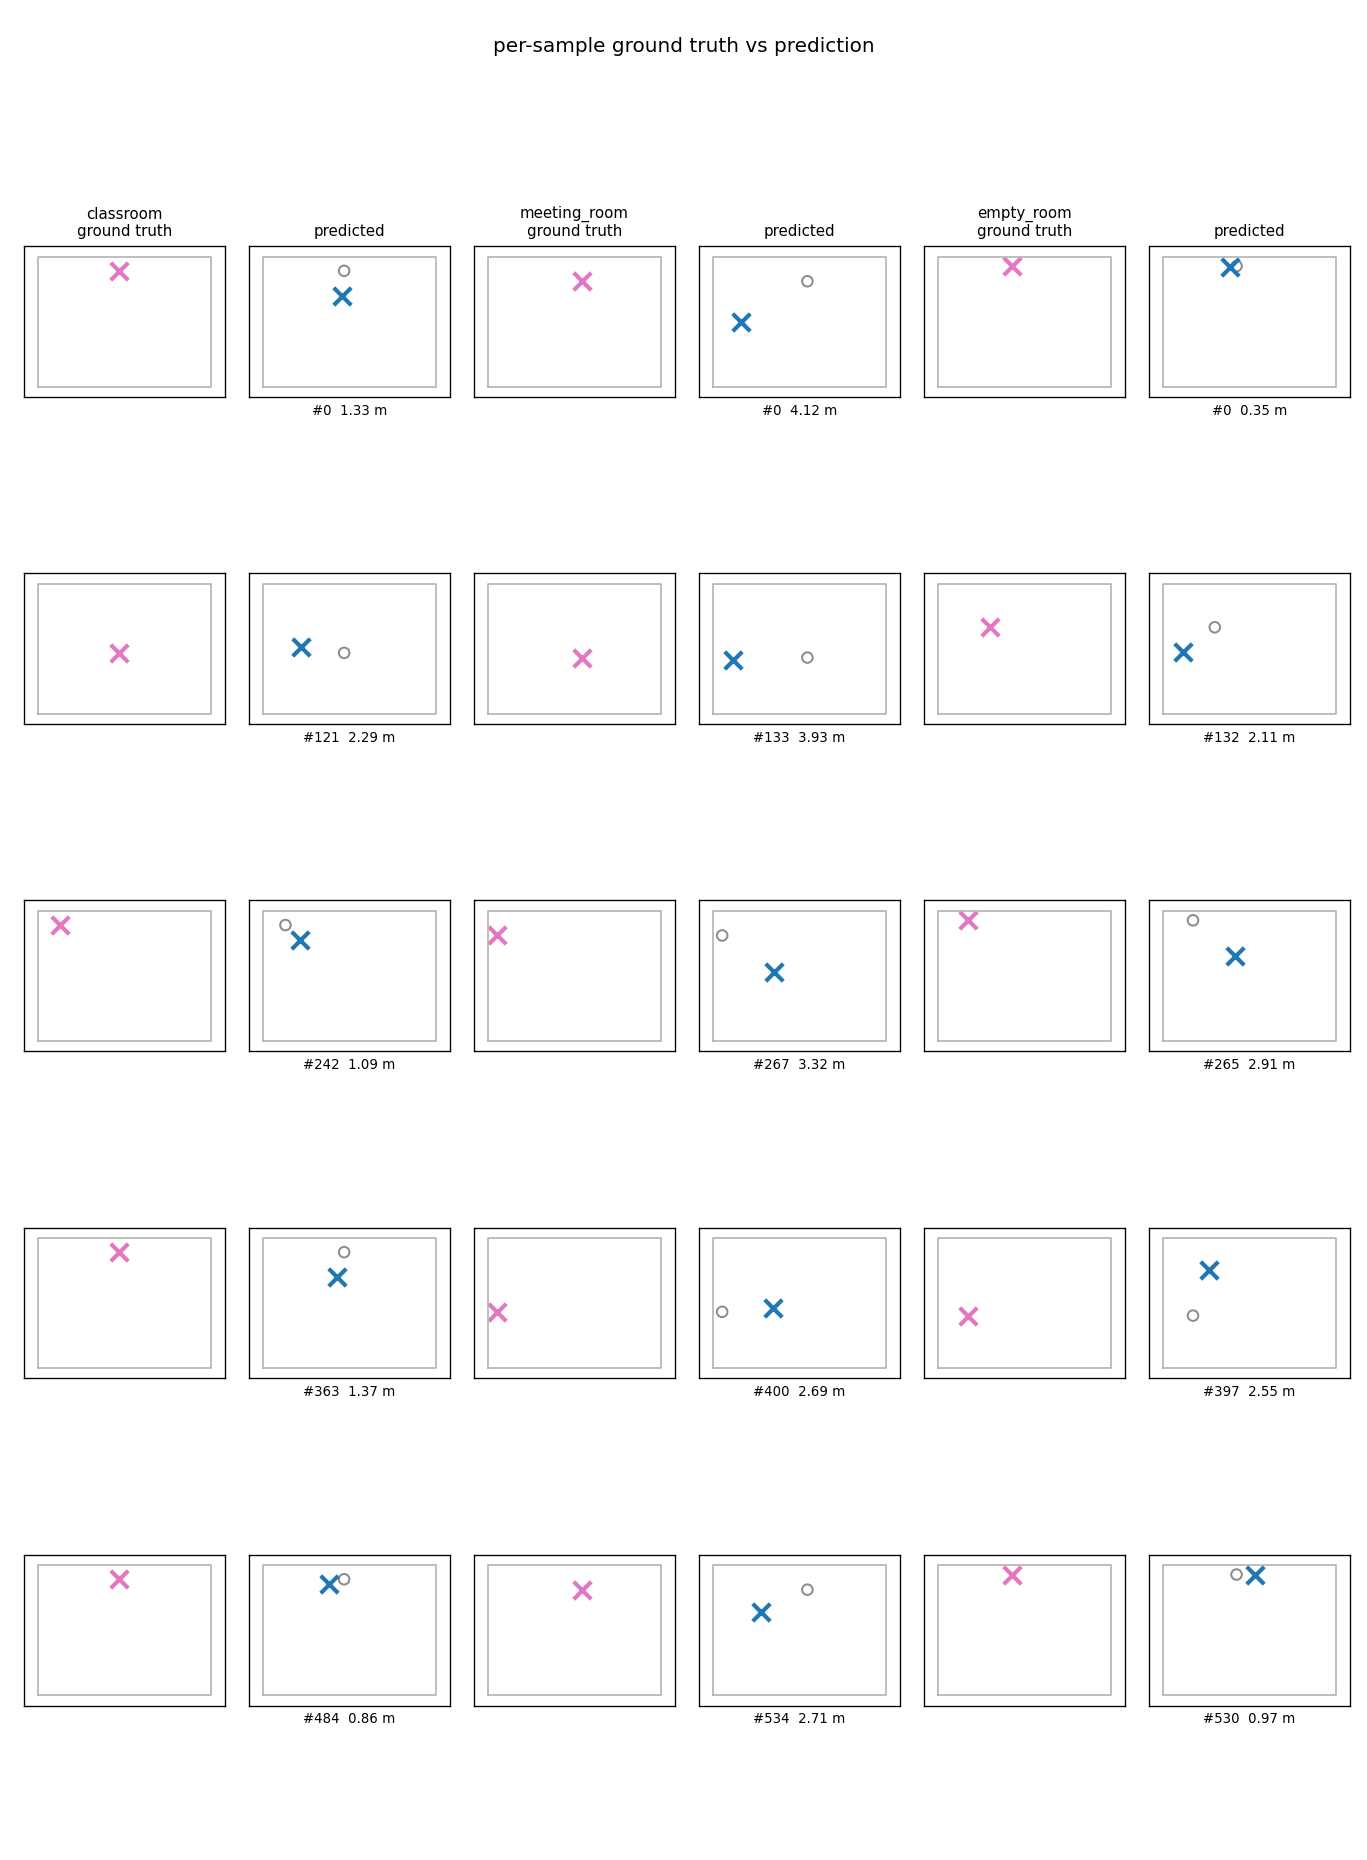 per-sample ground truth vs prediction
classroom
ground truth
predicted
meeting_room
ground truth
predicted
empty_room
ground truth
predicted
#0  1.33 m
#0  4.12 m
#0  0.35 m
#121  2.29 m
#133  3.93 m
#132  2.11 m
#242  1.09 m
#267  3.32 m
#265  2.91 m
#363  1.37 m
#400  2.69 m
#397  2.55 m
#484  0.86 m
#534  2.71 m
#530  0.97 m